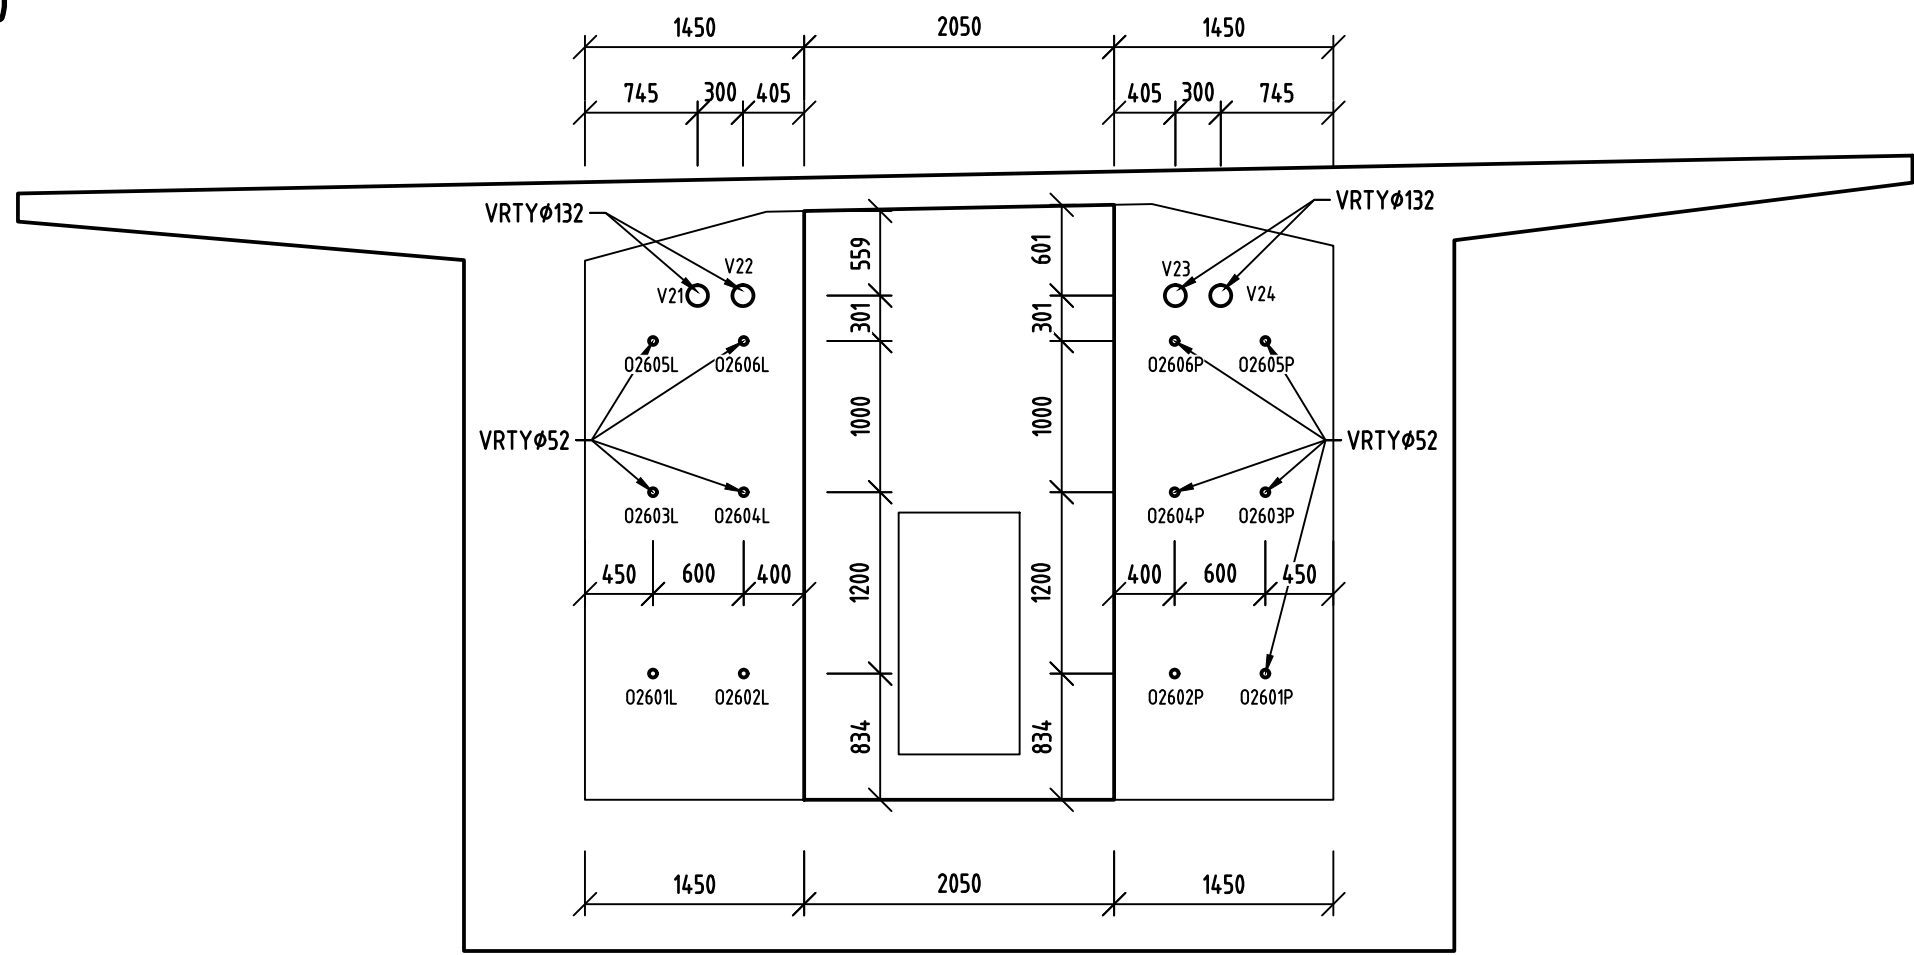 1450 2050 1450
745 300 405 405 300 745
VRTYØ132 VRTYØ132
559 601
V22 V23
V21 V24
301 301
O2605L O2606L O2606P O2605P
1000 1000
VRTYØ52 VRTYØ52
O2603L O2604L O2604P O2603P
450 600 400 1200 1200 400 600 450
O2601L O2602L O2602P O2601P
834 834
1450 2050 1450